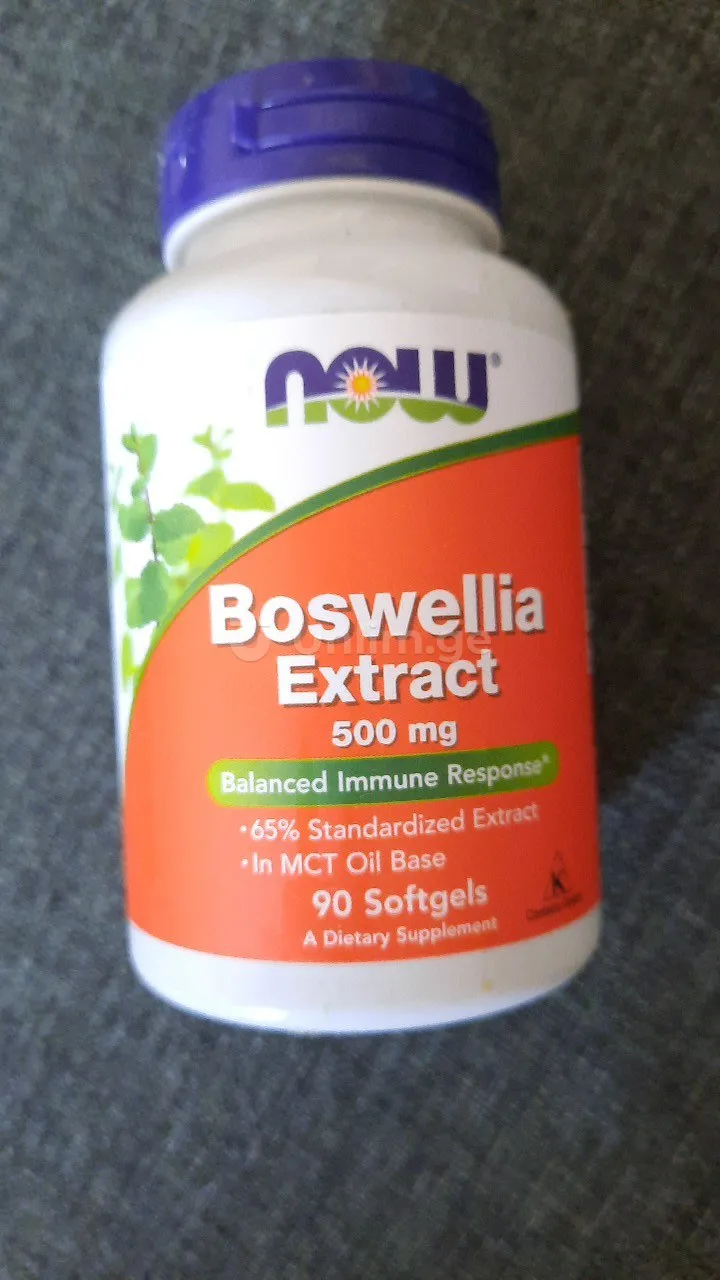 now®
Boswellia
Extract
500 mg
Balanced Immune Response*
•65% Standardized Extract
•In MCT Oil Base
90 Softgels
A Dietary Supplement
K